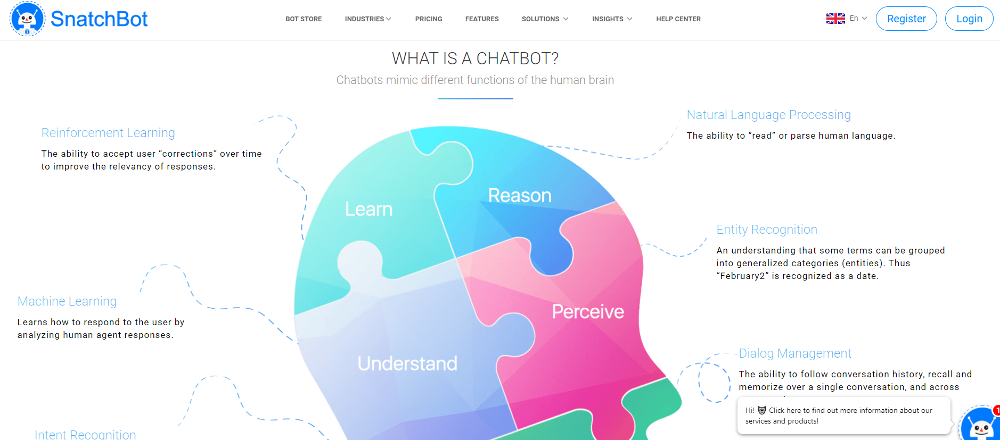 SnatchBot
BOT STORE
INDUSTRIES
PRICING
FEATURES
SOLUTIONS
INSIGHTS
HELP CENTER
En
Register
Login
WHAT IS A CHATBOT?
Chatbots mimic different functions of the human brain
Natural Language Processing
The ability to “read” or parse human language.
Reinforcement Learning
The ability to accept user “corrections” over time
to improve the relevancy of responses.
Reason
Learn
Entity Recognition
An understanding that some terms can be grouped
into generalized categories (entities). Thus
“February2” is recognized as a date.
Machine Learning
Learns how to respond to the user by
analyzing human agent responses.
Perceive
Understand
Dialog Management
The ability to follow conversation history, recall and
memorize over a single conversation, and across
Hi! Click here to find out more information about our
services and products!
1
Intent Recognition